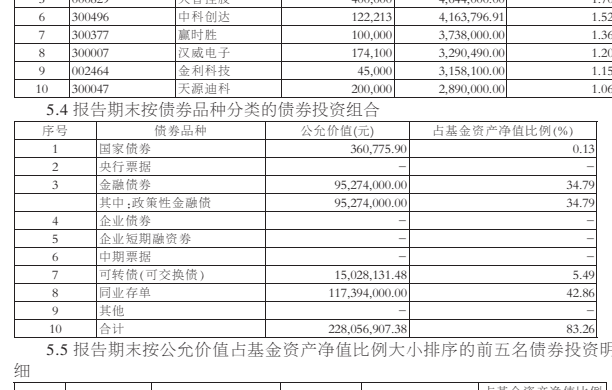 6 300496 中科创达 122,213 4,163,796.91 1.52
7 300377 赢时胜 100,000 3,738,000.00 1.36
8 300007 汉威电子 174,100 3,290,490.00 1.20
9 002464 金利科技 45,000 3,158,100.00 1.15
10 300047 天源迪科 200,000 2,890,000.00 1.06
5.4 报告期末按债券品种分类的债券投资组合
序号 债券品种 公允价值(元) 占基金资产净值比例(%)
1 国家债券 360,775.90 0.13
2 央行票据 – –
3 金融债券 95,274,000.00 34.79
其中:政策性金融债 95,274,000.00 34.79
4 企业债券 – –
5 企业短期融资券 – –
6 中期票据 – –
7 可转债(可交换债) 15,028,131.48 5.49
8 同业存单 117,394,000.00 42.86
9 其他 – –
10 合计 228,056,907.38 83.26
5.5 报告期末按公允价值占基金资产净值比例大小排序的前五名债券投资明
细